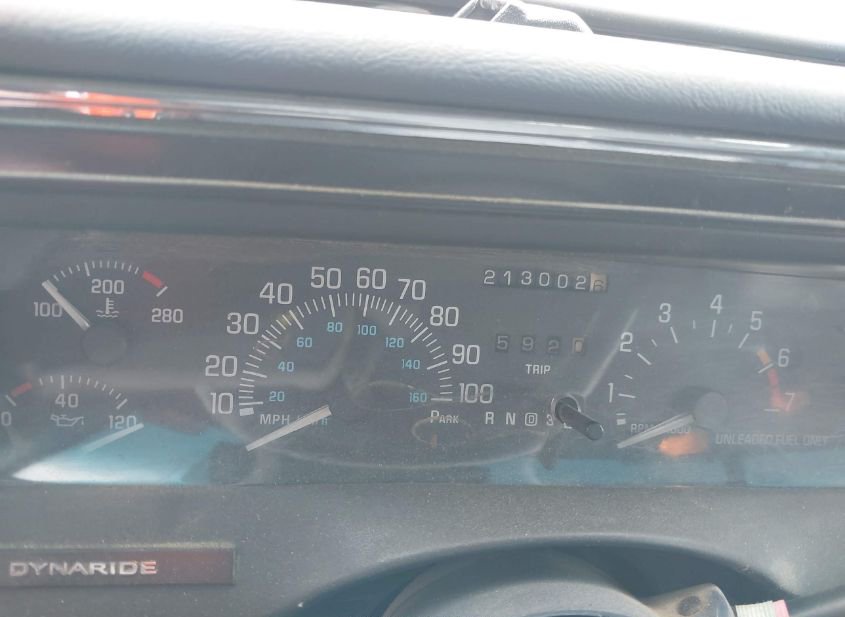 2130026
100 200 280
10 20 30 40 50 60 70 80 90 100
20 40 60 80 100 120 140 160
5920
TRIP
1 2 3 4 5 6 7
0 40 120
MPH
PARK R N D 3
UNLEADED FUEL ONLY
DYNARIDE